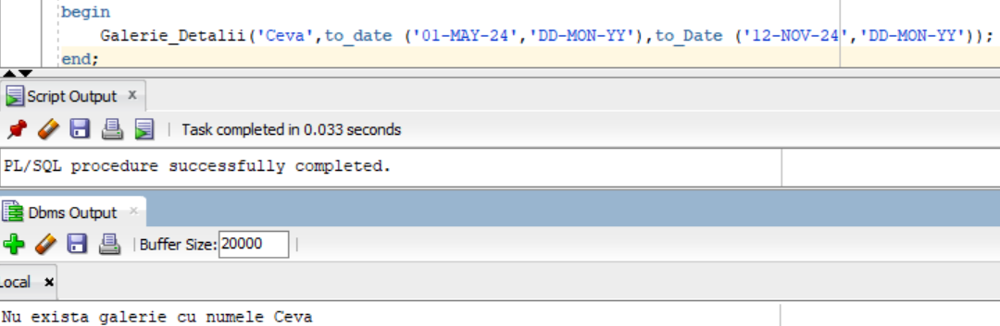 begin
Galerie_Detalii('Ceva',to_date ('01-MAY-24','DD-MON-YY'),to_Date ('12-NOV-24','DD-MON-YY'));
end;
Script Output x
Task completed in 0.033 seconds
PL/SQL procedure successfully completed.
Dbms Output x
Buffer Size: 20000
Local x
Nu exista galerie cu numele Ceva